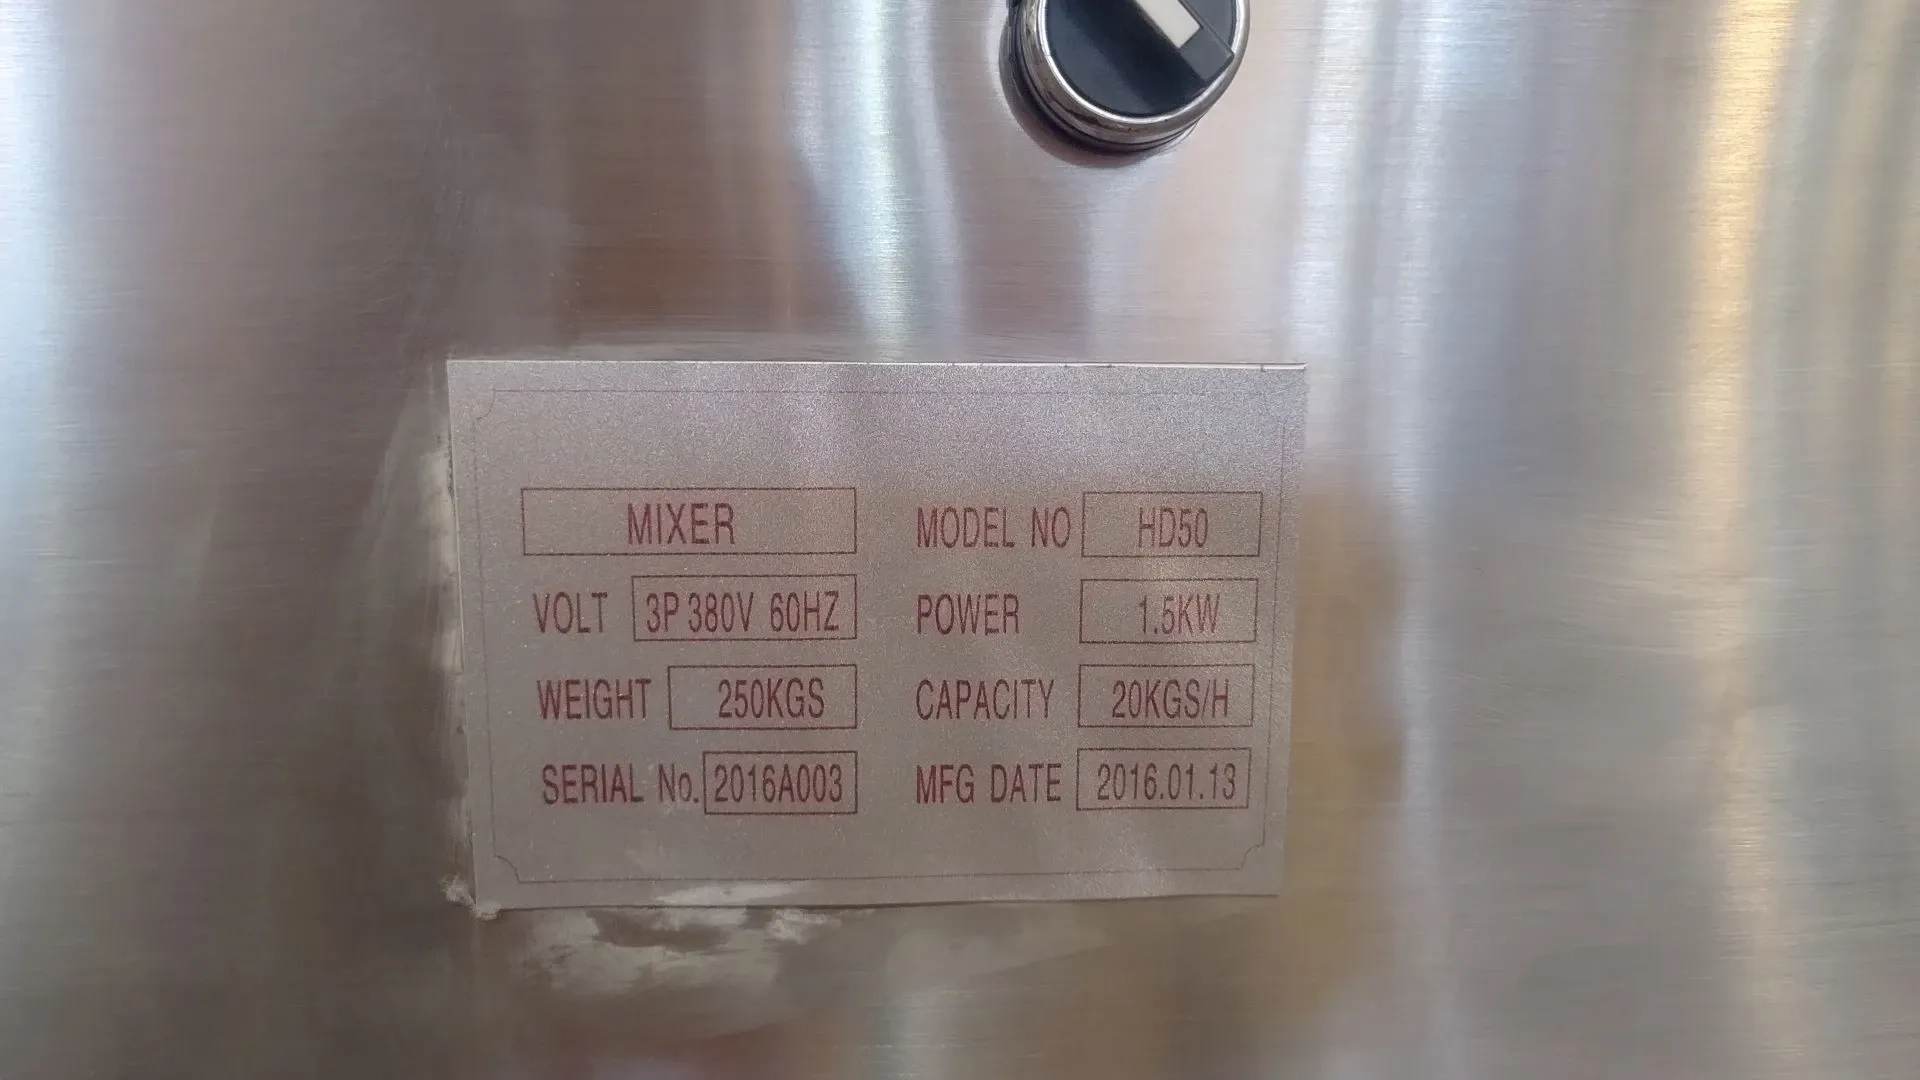 MIXER MODEL NO HD50
VOLT 3P 380V 60HZ POWER 1.5KW
WEIGHT 250KGS CAPACITY 20KGS/H
SERIAL No. 2016A003 MFG DATE 2016.01.13